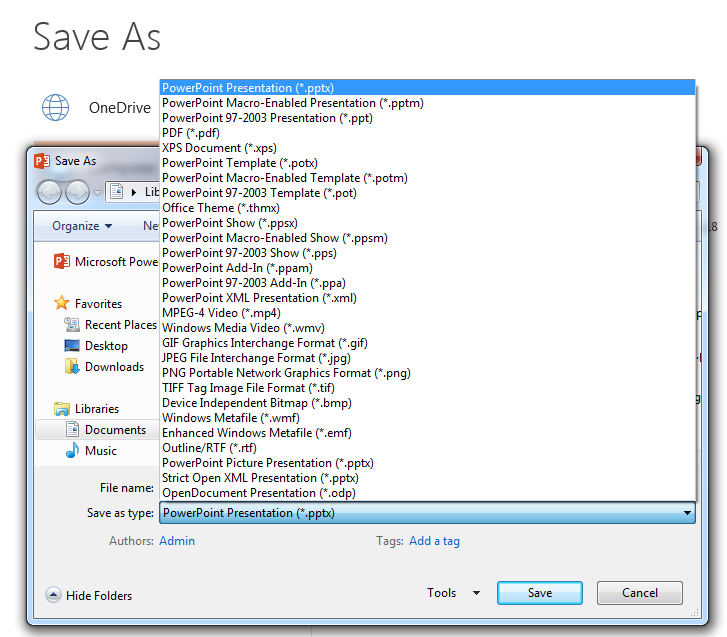 Save As
OneDrive
Save As
Lib
Organize
Ne
Microsoft Powe
Favorites
Recent Places
Desktop
Downloads
Libraries
Documents
Music
PowerPoint Presentation (*.pptx)
PowerPoint Macro-Enabled Presentation (*.pptm)
PowerPoint 97-2003 Presentation (*.ppt)
PDF (*.pdf)
XPS Document (*.xps)
PowerPoint Template (*.potx)
PowerPoint Macro-Enabled Template (*.potm)
PowerPoint 97-2003 Template (*.pot)
Office Theme (*.thmx)
PowerPoint Show (*.ppsx)
PowerPoint Macro-Enabled Show (*.ppsm)
PowerPoint 97-2003 Show (*.pps)
PowerPoint Add-In (*.ppam)
PowerPoint 97-2003 Add-In (*.ppa)
PowerPoint XML Presentation (*.xml)
MPEG-4 Video (*.mp4)
Windows Media Video (*.wmv)
GIF Graphics Interchange Format (*.gif)
JPEG File Interchange Format (*.jpg)
PNG Portable Network Graphics Format (*.png)
TIFF Tag Image File Format (*.tif)
Device Independent Bitmap (*.bmp)
Windows Metafile (*.wmf)
Enhanced Windows Metafile (*.emf)
Outline/RTF (*.rtf)
PowerPoint Picture Presentation (*.pptx)
Strict Open XML Presentation (*.pptx)
OpenDocument Presentation (*.odp)
File name:
Save as type: PowerPoint Presentation (*.pptx)
Authors: Admin Tags: Add a tag
Hide Folders Tools Save Cancel